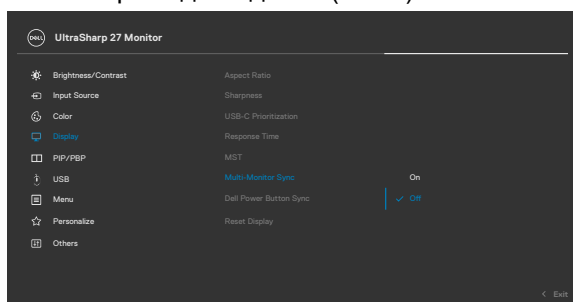 DELL UltraSharp 27 Monitor
Brightness/Contrast Aspect Ratio
Input Source Sharpness
Color USB-C Prioritization
Display Response Time
PIP/PBP MST
USB Multi-Monitor Sync On
Menu Dell Power Button Sync Off
Personalize Reset Display
Others
Exit